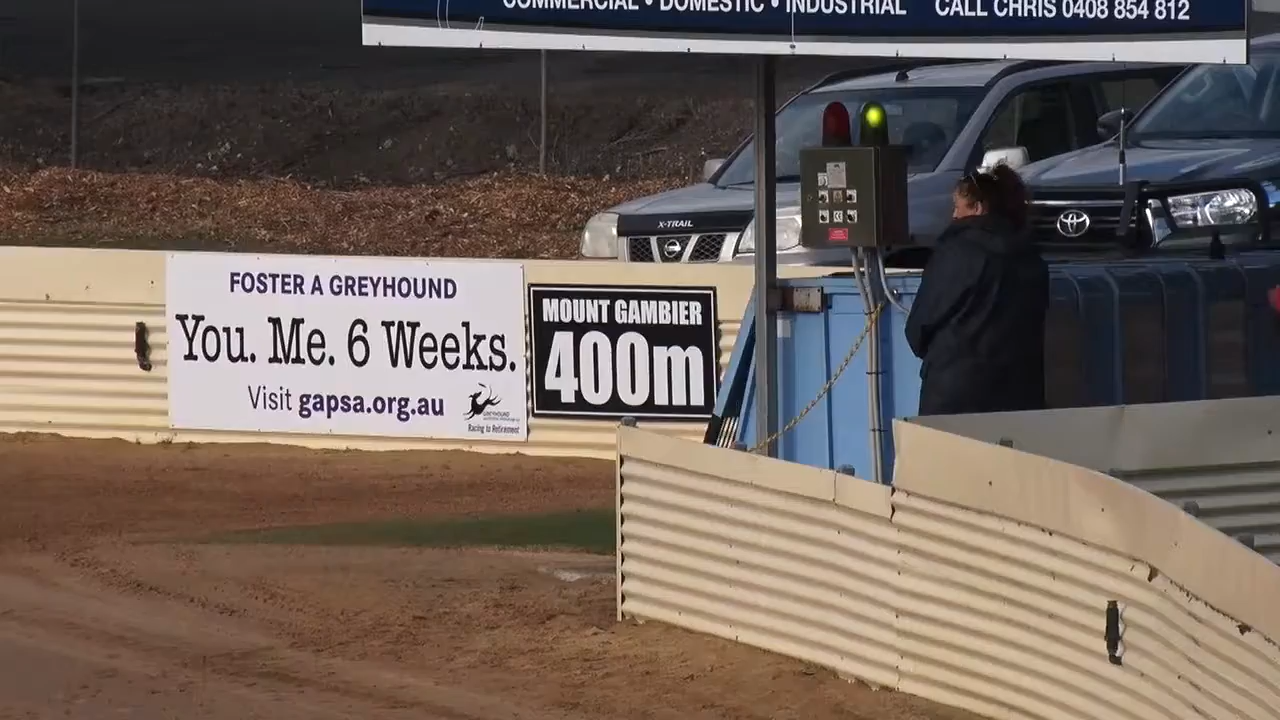 COMMERCIAL • DOMESTIC • INDUSTRIAL CALL CHRIS 0408 854 812
X-TRAIL
FOSTER A GREYHOUND
You. Me. 6 Weeks.
Visit gapsa.org.au
GREYHOUND
Racing to Retirement
MOUNT GAMBIER
400m